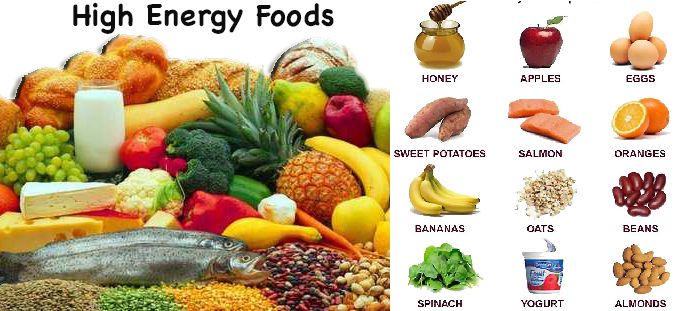 High Energy Foods
HONEY
APPLES
EGGS
SWEET POTATOES
SALMON
ORANGES
BANANAS
OATS
BEANS
SPINACH
YOGURT
ALMONDS